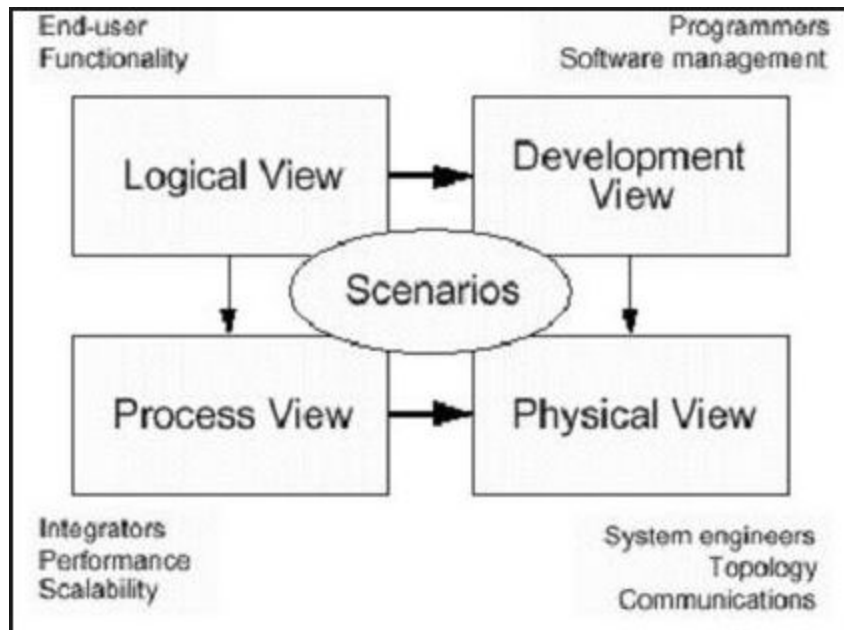 End-user
Functionality
Programmers
Software management
Logical View
Development
View
Scenarios
Process View
Physical View
Integrators
Performance
Scalability
System engineers
Topology
Communications